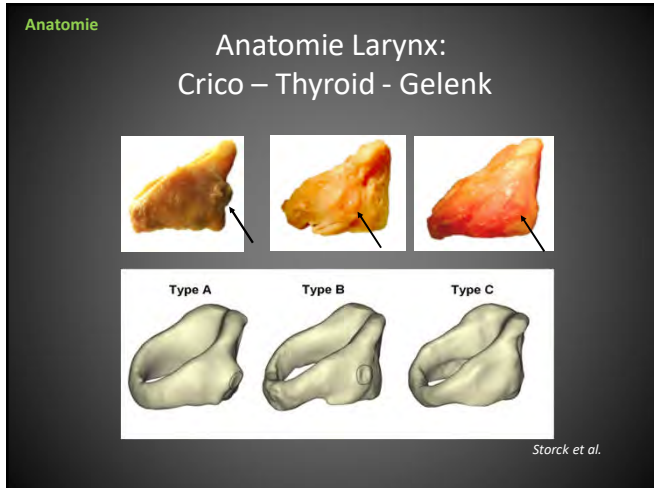 Anatomie
Anatomie Larynx:
Crico – Thyroid - Gelenk
Type A
Type B
Type C
Storck et al.